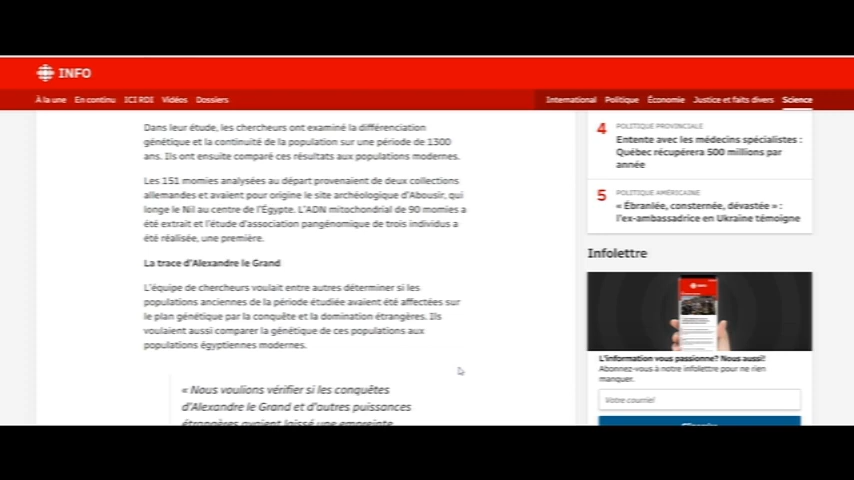 INFO
À la une En continu ICI RDI Vidéos Dossiers
International Politique Économie Justice et faits divers Science
Dans leur étude, les chercheurs ont examiné la différenciation
génétique et la continuité de la population sur une période de 1300
ans. Ils ont ensuite comparé ces résultats aux populations modernes.
Les 151 momies analysées au départ provenaient de deux collections
allemandes et avaient pour origine le site archéologique d'Abousir, qui
longe le Nil au centre de l'Égypte. L'ADN mitochondrial de 90 momies a
été extrait et l'étude d'association pangénomique de trois individus a
été réalisée, une première.
La trace d'Alexandre le Grand
L'équipe de chercheurs voulait entre autres déterminer si les
populations anciennes de la période étudiée avaient été affectées sur
le plan génétique par la conquête et la domination étrangères. Ils
voulaient aussi comparer la génétique de ces populations aux
populations égyptiennes modernes.
« Nous voulions vérifier si les conquêtes
d'Alexandre le Grand et d'autres puissances
étrangères avaient laissé une empreinte
4 POLITIQUE PROVINCIALE
Entente avec les médecins spécialistes :
Québec récupérera 500 millions par
année
5 POLITIQUE AMÉRICAINE
« Ébranlée, consternée, dévastée » :
l'ex-ambassadrice en Ukraine témoigne
Infolettre
L'information vous passionne? Nous aussi!
Abonnez-vous à notre infolettre pour ne rien
manquer.
Votre courriel